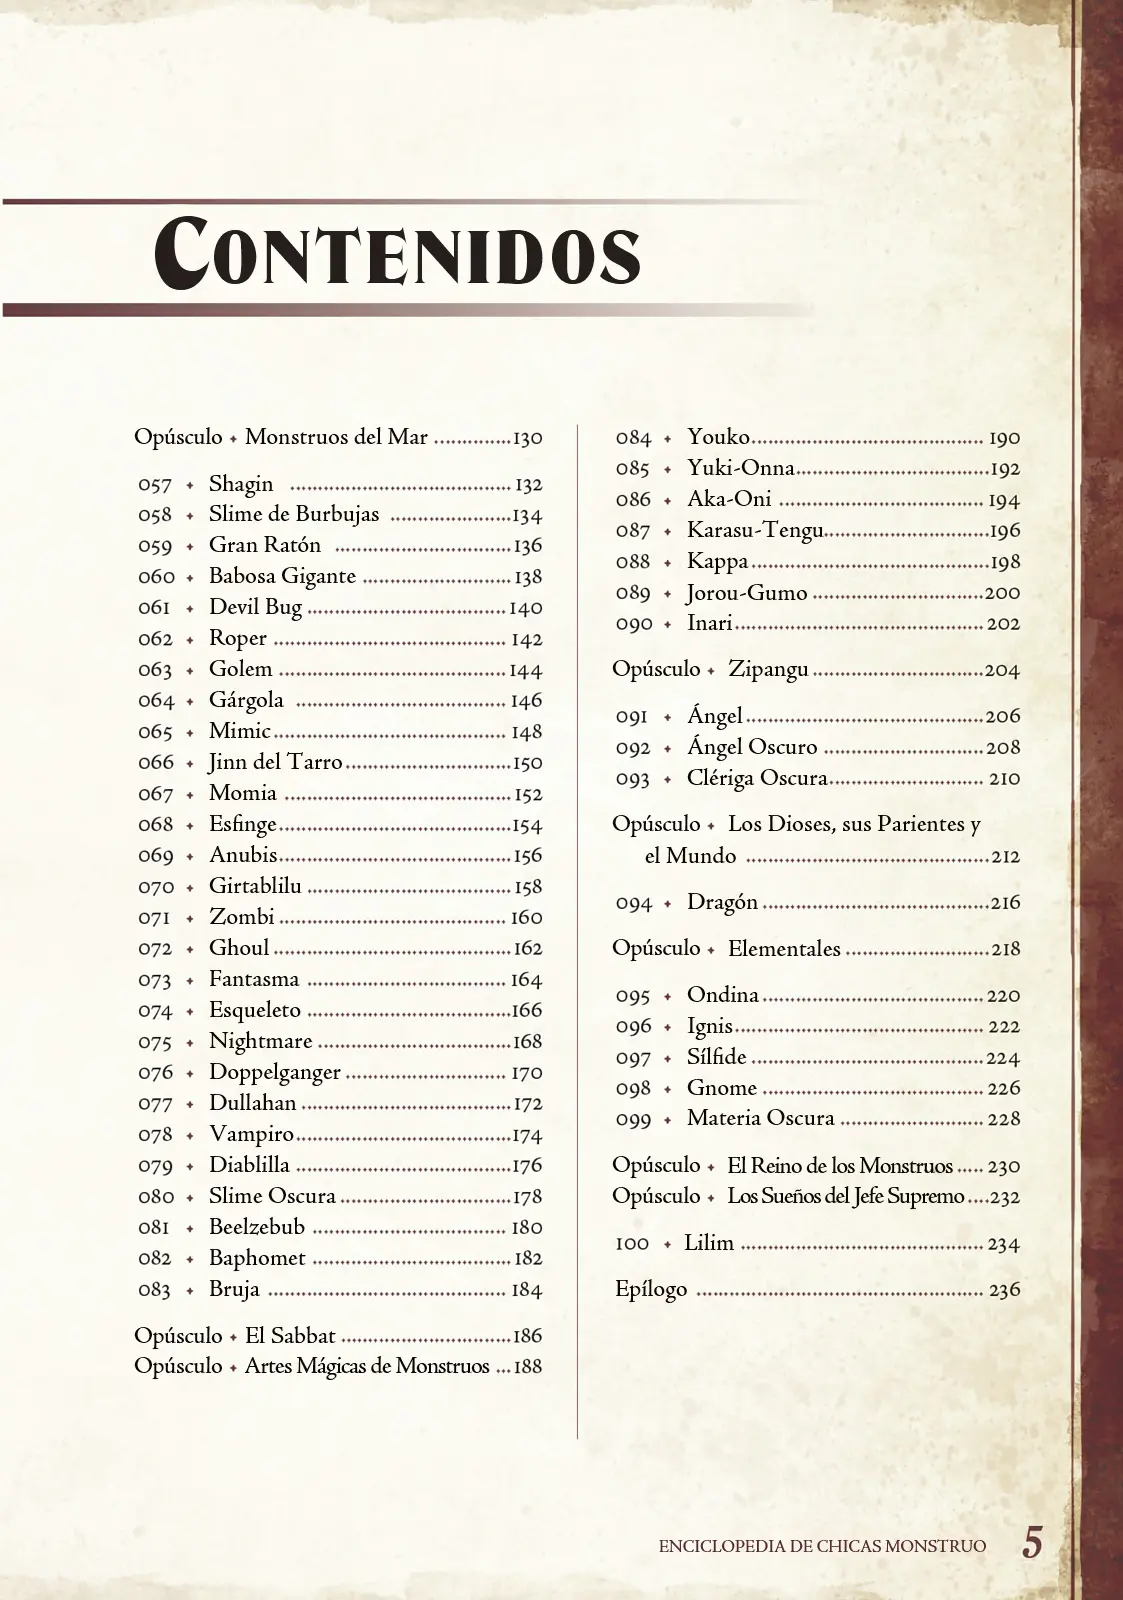 Contenidos
Opúsculo ✦ Monstruos del Mar ..............130
057 ✦ Shagin ........................................ 132
058 ✦ Slime de Burbujas ......................134
059 ✦ Gran Ratón ................................136
060 ✦ Babosa Gigante ........................... 138
061 ✦ Devil Bug .................................... 140
062 ✦ Roper .......................................... 142
063 ✦ Golem ......................................... 144
064 ✦ Gárgola ...................................... 146
065 ✦ Mimic.......................................... 148
066 ✦ Jinn del Tarro..............................150
067 ✦ Momia ......................................... 152
068 ✦ Esfinge..........................................154
069 ✦ Anubis.......................................... 156
070 ✦ Girtablilu ..................................... 158
071 ✦ Zombi ......................................... 160
072 ✦ Ghoul........................................... 162
073 ✦ Fantasma .................................... 164
074 ✦ Esqueleto .....................................166
075 ✦ Nightmare ...................................168
076 ✦ Doppelganger ............................. 170
077 ✦ Dullahan ......................................172
078 ✦ Vampiro.......................................174
079 ✦ Diablilla .......................................176
080 ✦ Slime Oscura ...............................178
081 ✦ Beelzebub ................................... 180
082 ✦ Baphomet .................................... 182
083 ✦ Bruja ........................................... 184
Opúsculo ✦ El Sabbat ...............................186
Opúsculo ✦ Artes Mágicas de Monstruos ...188
084 ✦ Youko.......................................... 190
085 ✦ Yuki-Onna...................................192
086 ✦ Aka-Oni ..................................... 194
087 ✦ Karasu-Tengu..............................196
088 ✦ Kappa...........................................198
089 ✦ Jorou-Gumo ...............................200
090 ✦ Inari............................................. 202
Opúsculo ✦ Zipangu ...............................204
091 ✦ Ángel...........................................206
092 ✦ Ángel Oscuro .............................208
093 ✦ Clériga Oscura............................ 210
Opúsculo ✦ Los Dioses, sus Parientes y
el Mundo ............................................212
094 ✦ Dragón .........................................216
Opúsculo ✦ Elementales ..........................218
095 ✦ Ondina........................................ 220
096 ✦ Ignis............................................. 222
097 ✦ Sílfide ..........................................224
098 ✦ Gnome ........................................ 226
099 ✦ Materia Oscura .......................... 228
Opúsculo ✦ El Reino de los Monstruos ..... 230
Opúsculo ✦ Los Sueños del Jefe Supremo ....232
100 ✦ Lilim ............................................ 234
Epílogo .................................................... 236
ENCICLOPEDIA DE CHICAS MONSTRUO 5